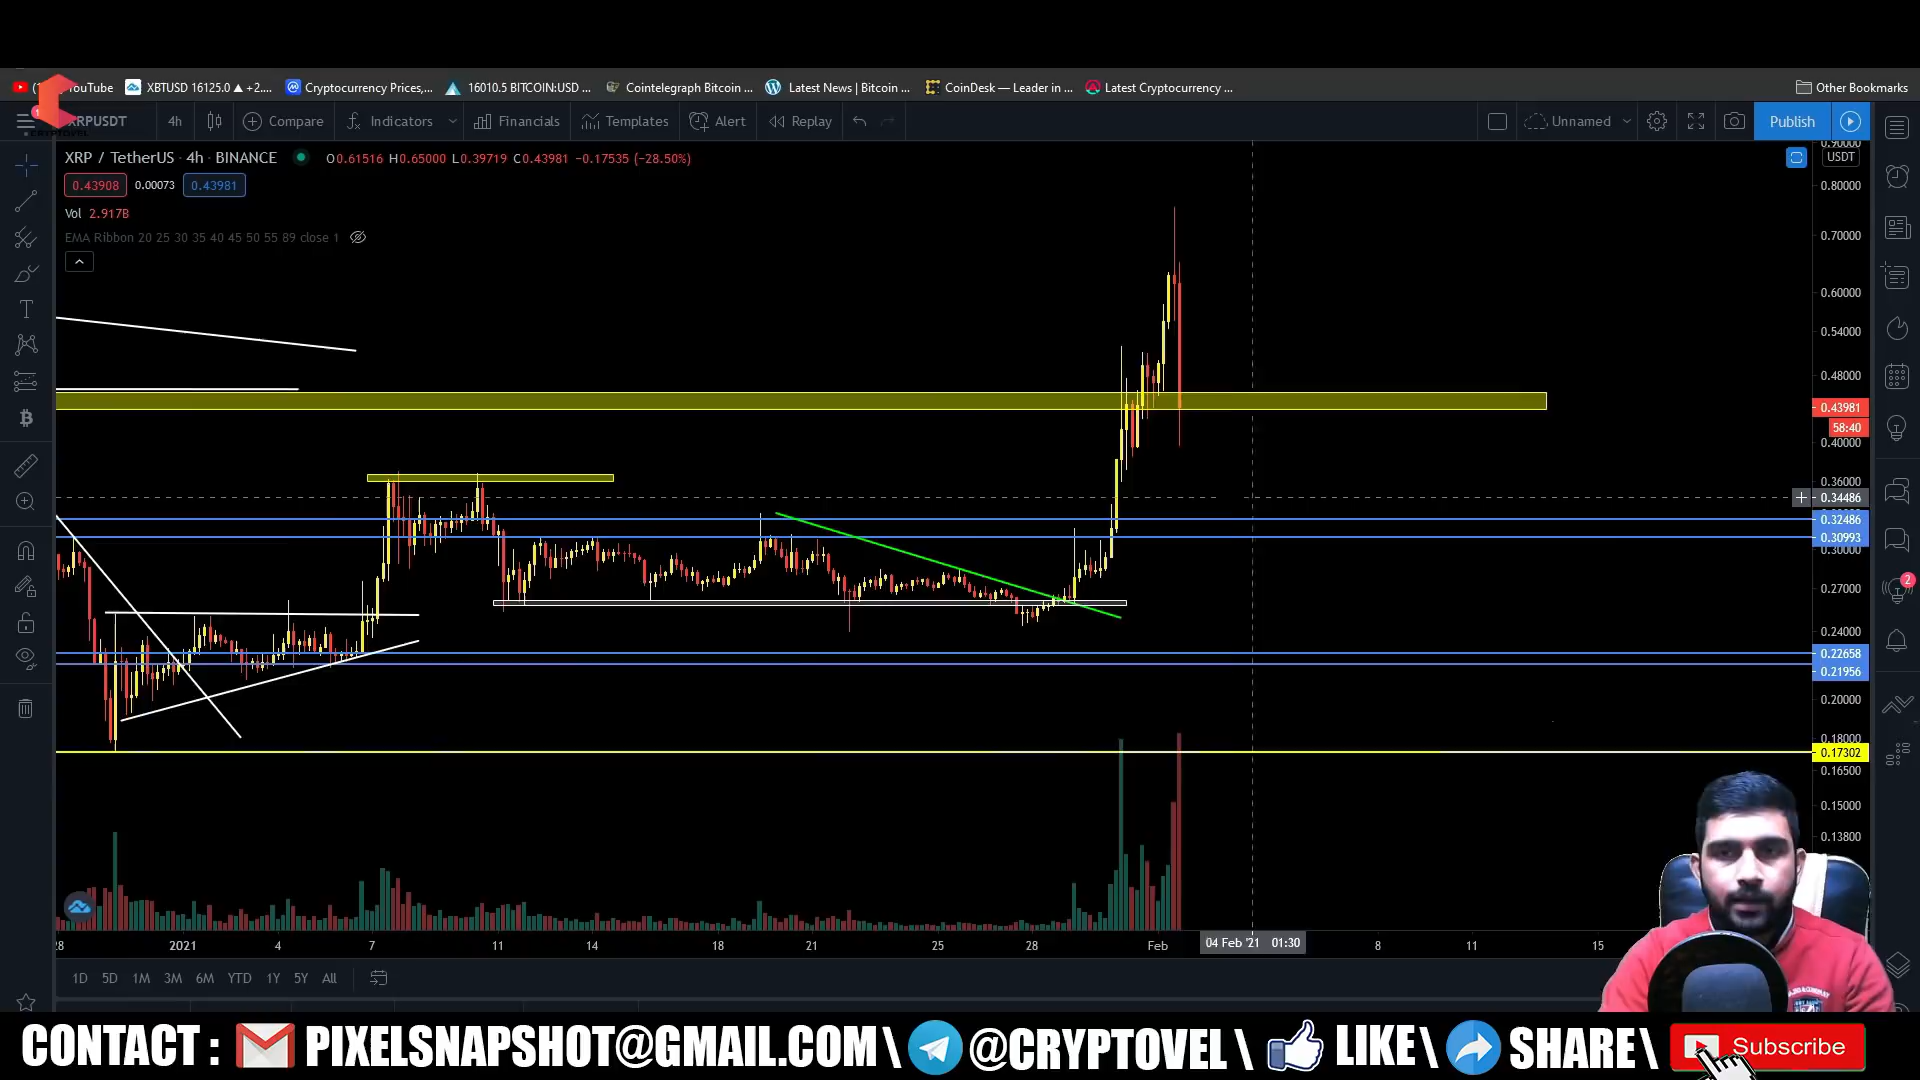 YouTube XBTUSD 16125.0 ▲ +2.... Cryptocurrency Prices,... 16010.5 BITCOIN:USD ... Cointelegraph Bitcoin ... Latest News | Bitcoin ... CoinDesk — Leader in ... Latest Cryptocurrency ... Other Bookmarks
XRPUSDT 4h Compare Indicators Financials Templates Alert Replay Unnamed Publish
CRYPTOVEL
XRP / TetherUS · 4h · BINANCE O0.61516 H0.65000 L0.39719 C0.43981 −0.17535 (−28.50%)
USDT
0.43908 0.00073 0.43981
Vol 2.917B
EMA Ribbon 20 25 30 35 40 45 50 55 89 close 1
0.90000
0.80000
0.70000
0.60000
0.54000
0.48000
0.43981
58:40
0.40000
0.36000
0.34486
0.32486
0.30993
0.30000
0.27000
0.24000
0.22658
0.21956
0.20000
0.18000
0.17302
0.16500
0.15000
0.13800
2
28 2021 4 7 11 14 18 21 25 28 Feb 04 Feb '21 01:30 8 11 15
1D 5D 1M 3M 6M YTD 1Y 5Y All
CONTACT : PIXELSNAPSHOT@GMAIL.COM \ @CRYPTOVEL \ LIKE\ SHARE\ Subscribe